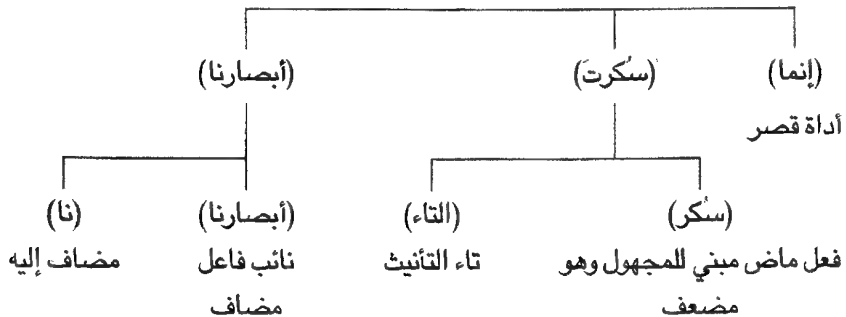 (إنما) (سُكرتَ) (أبصارنا)
أداة قصر
(سُكر) (التاء) (أبصارنا) (نا)
فعل ماض مبني للمجهول وهو تاء التأنيث نائب فاعل مضاف إليه
مضعف مضاف